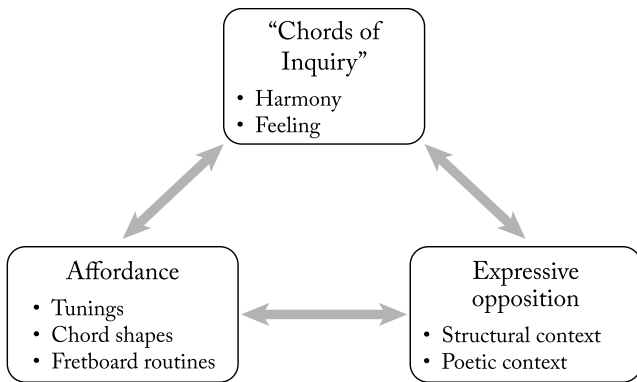 “Chords of
Inquiry”
• Harmony
• Feeling
Affordance
• Tunings
• Chord shapes
• Fretboard routines
Expressive
opposition
• Structural context
• Poetic context